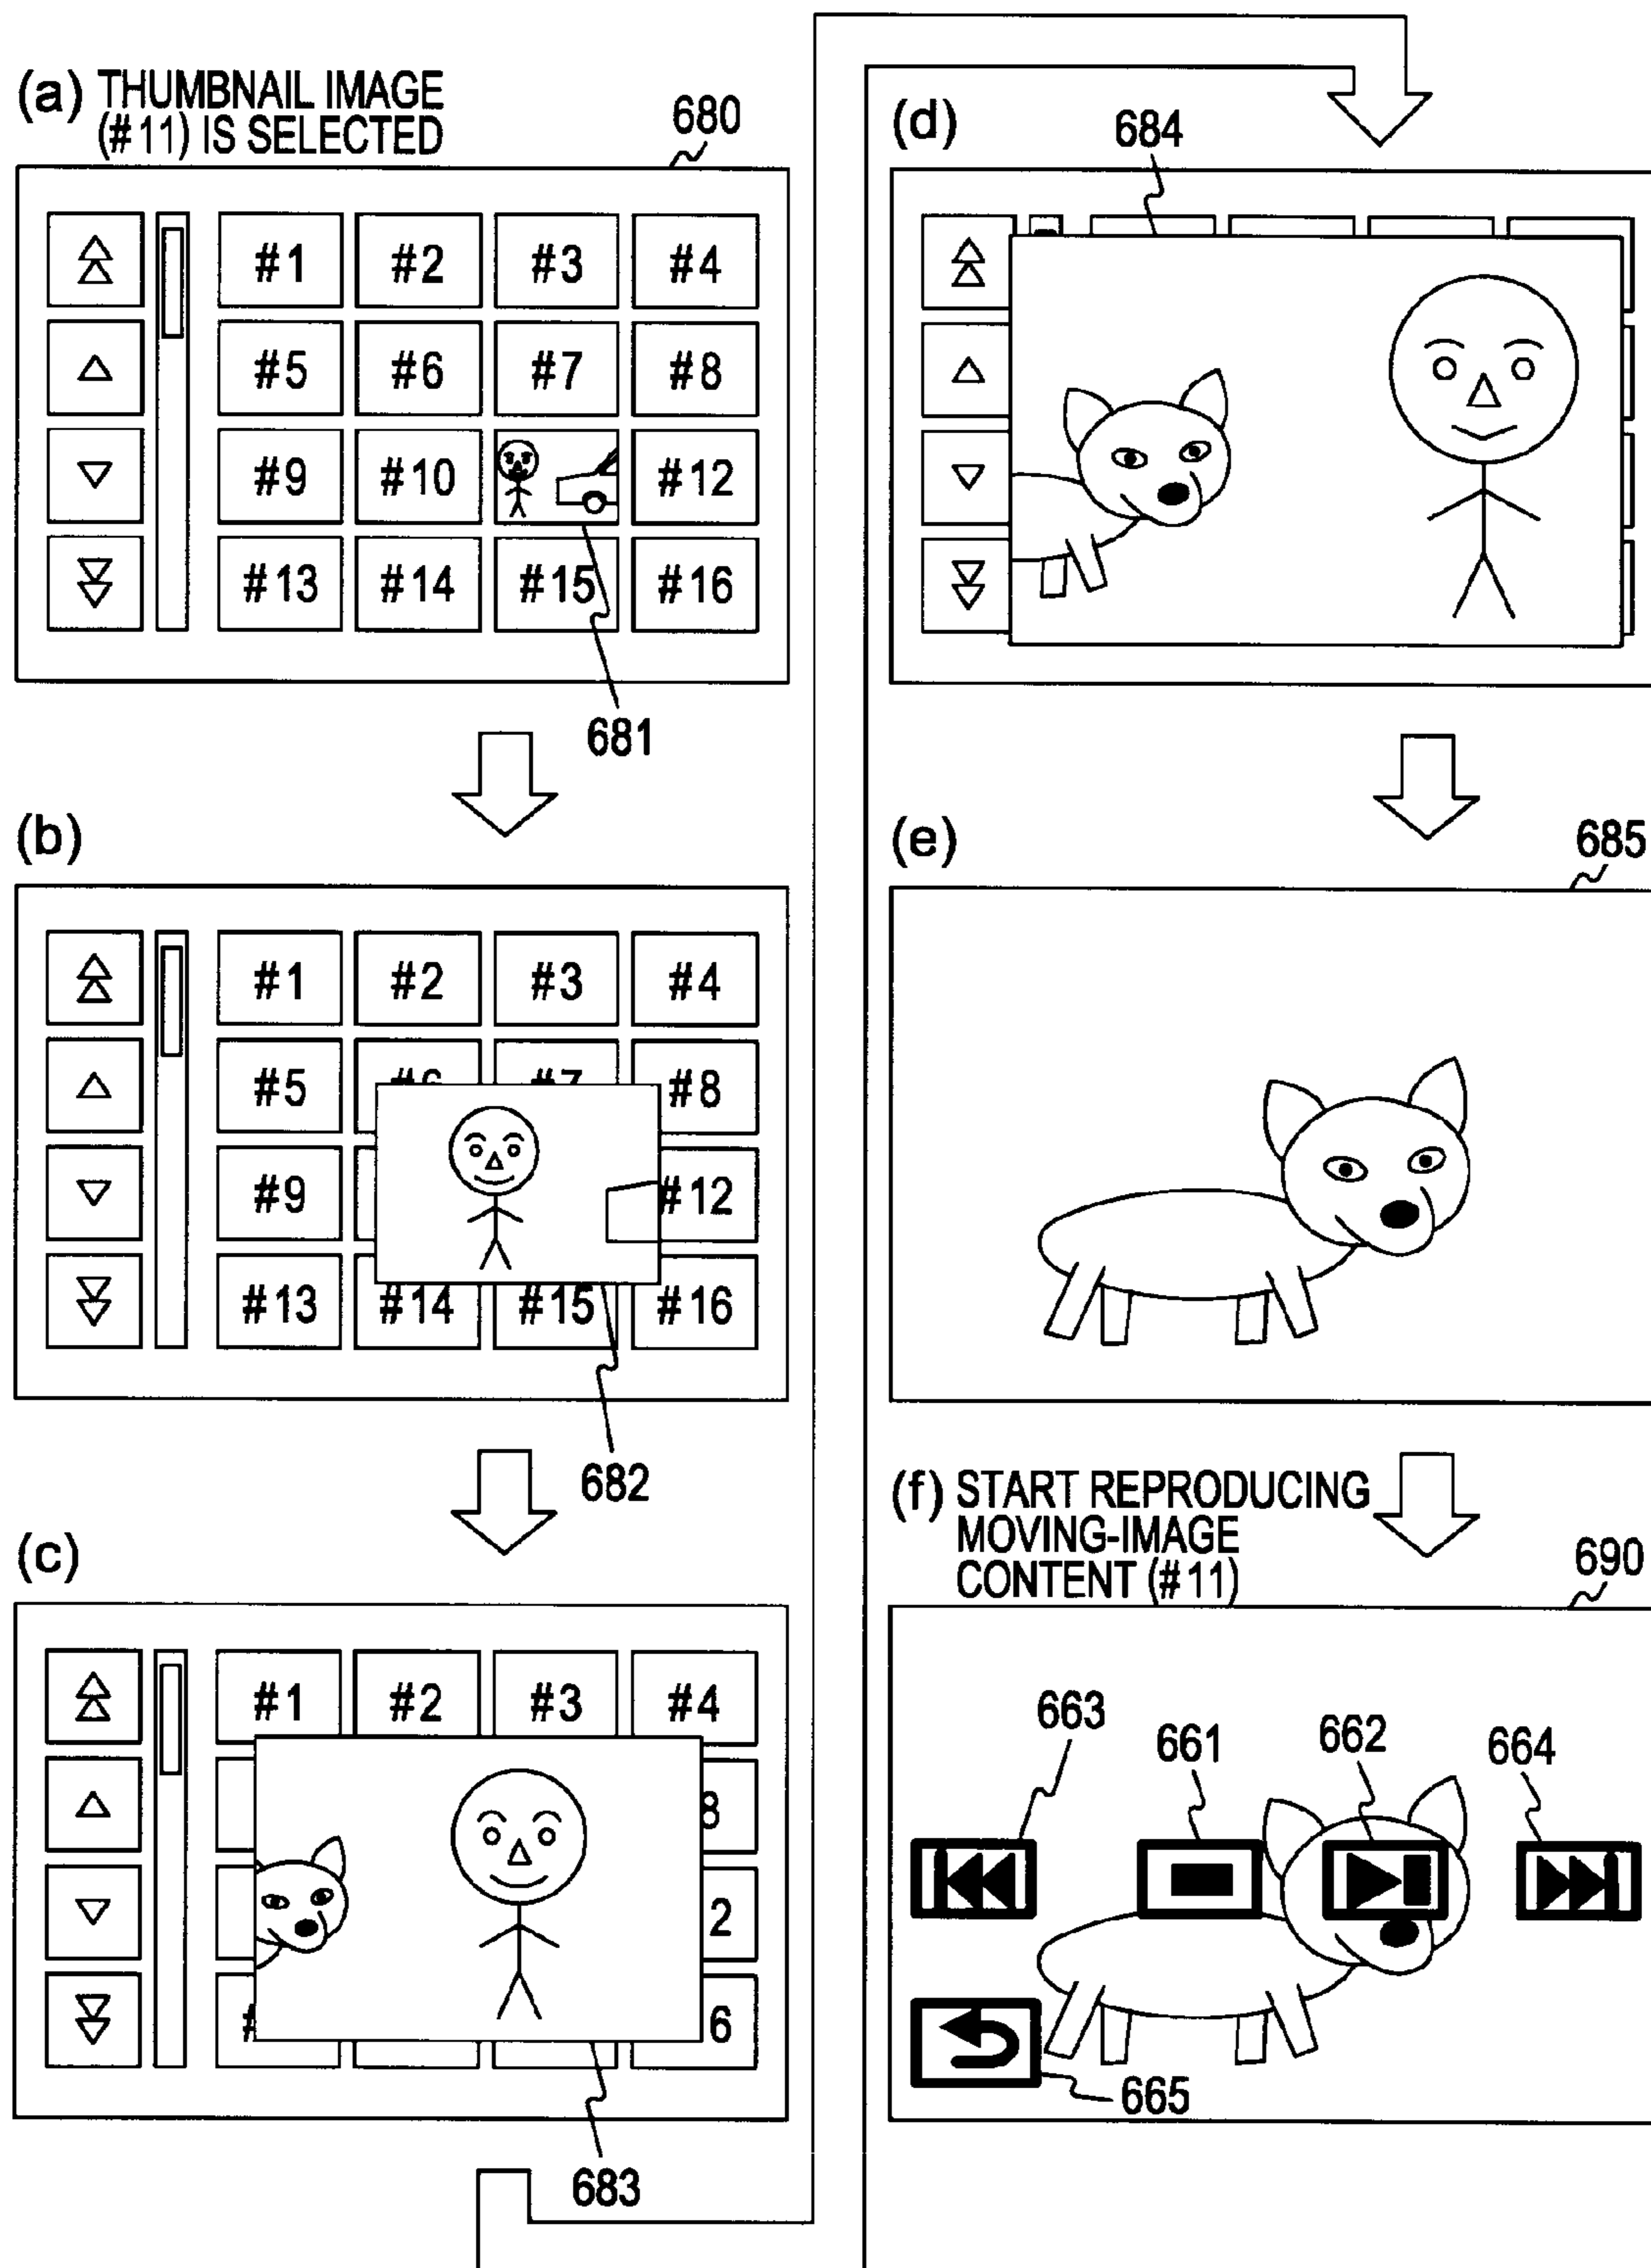 (a) THUMBNAIL IMAGE
(#11) IS SELECTED
680
#1 #2 #3 #4
#5 #6 #7 #8
#9 #10 #12
#13 #14 #15 #16
681
(b)
#1 #2 #3 #4
#5 #6 #7 #8
#9 #12
#13 #14 #15 #16
682
(c)
#1 #2 #3 #4
8
2
# 6
683
(d)
684
(e)
685
(f) START REPRODUCING
MOVING-IMAGE
CONTENT (#11)
690
663 661 662 664
665